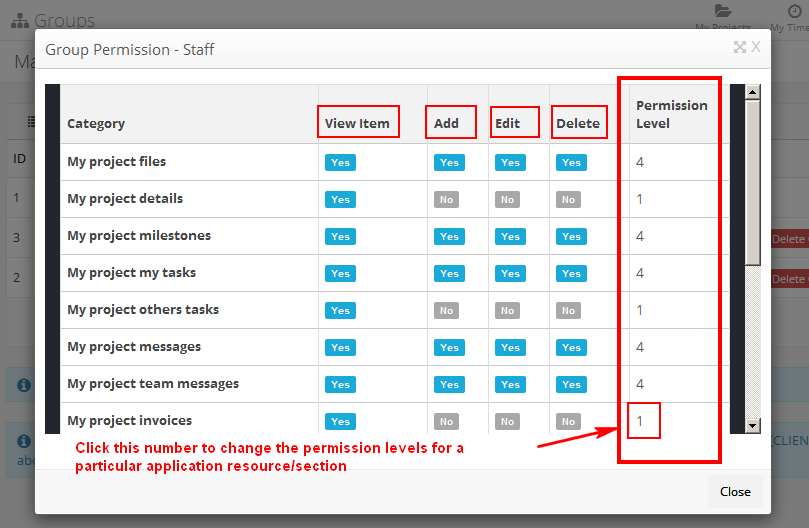 Groups
My Projects
My Time
Group Permission - Staff
X
Ma
Category View Item Add Edit Delete Permission Level
ID
My project files Yes Yes Yes Yes 4
1
My project details Yes No No No 1
3
My project milestones Yes Yes Yes Yes 4
Delete
2
My project my tasks Yes Yes Yes Yes 4
Delete
My project others tasks Yes No No No 1
My project messages Yes Yes Yes Yes 4
My project team messages Yes Yes Yes Yes 4
My project invoices Yes No No No 1
(CLIEN
Click this number to change the permission levels for a
particular application resource/section
abo
Close